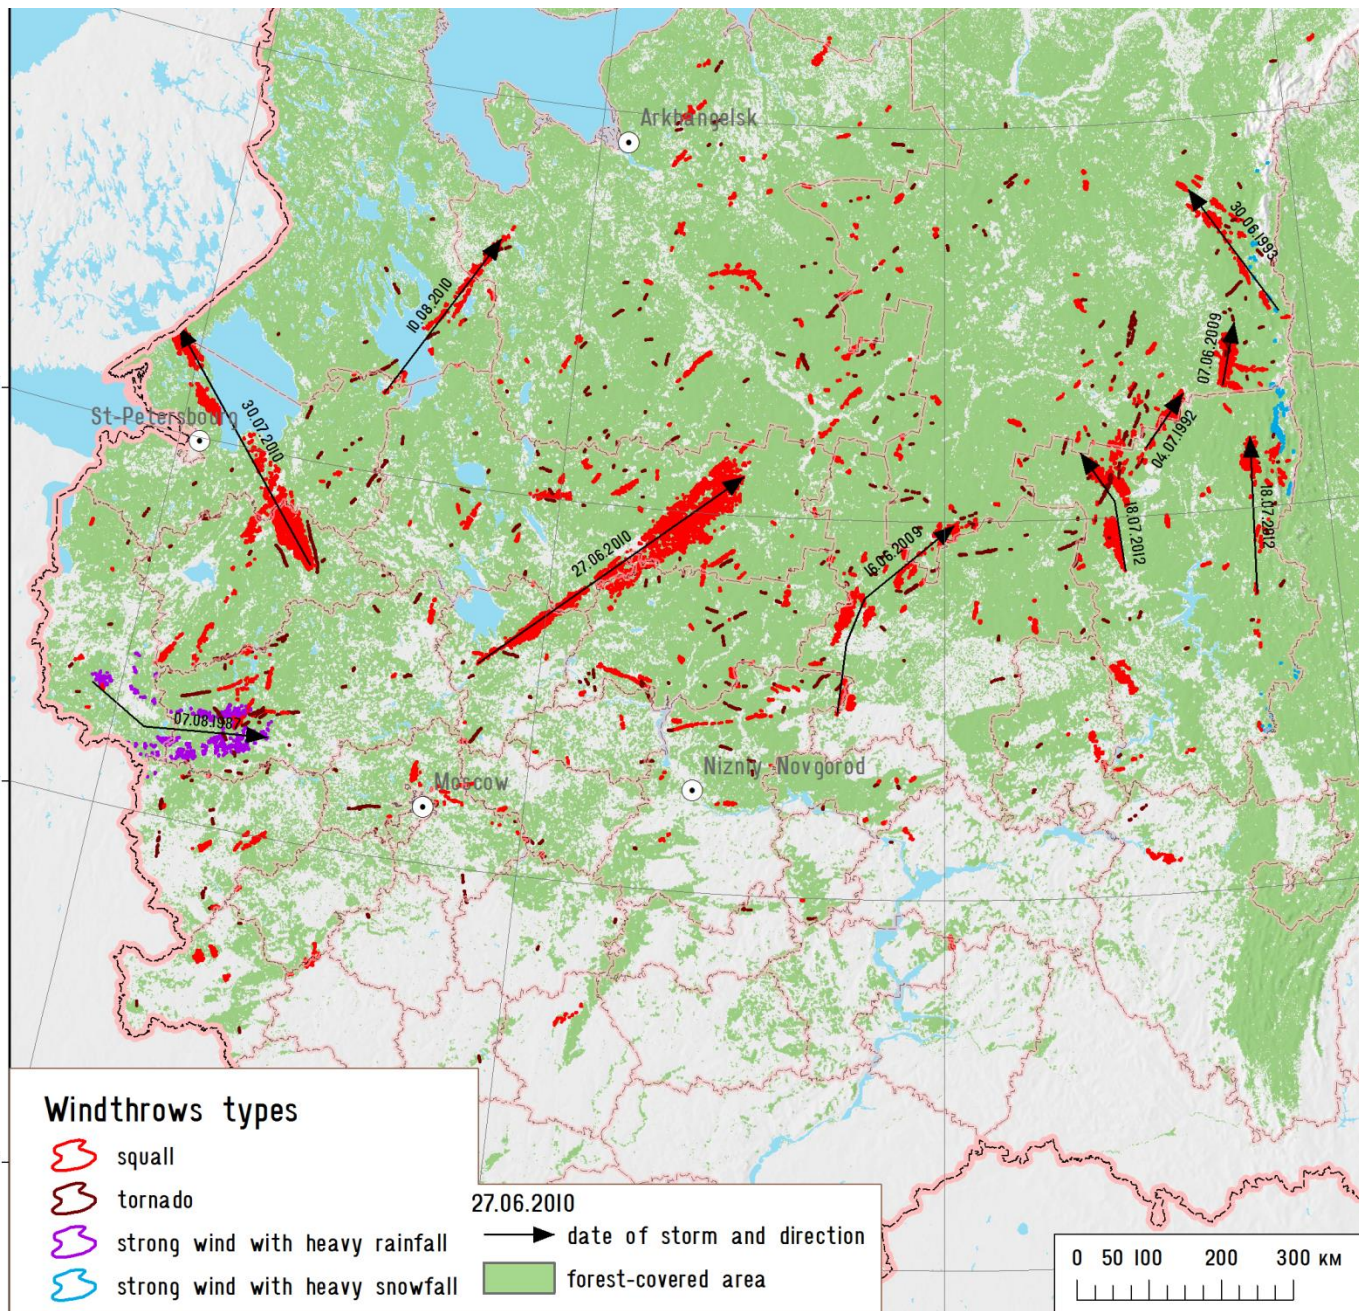 Arkhangelsk
30.06.1993
10.08.2010
07.06.2009
St-Petersbourg
30.07.2010
04.07.1992
18.07.2012
18.07.2012
27.06.2010
16.06.2009
07.08.1987
Moscow
Nizniy Novgorod
Windthrows types
squall
tornado
strong wind with heavy rainfall
strong wind with heavy snowfall
27.06.2010
date of storm and direction
forest-covered area
0 50 100 200 300 км